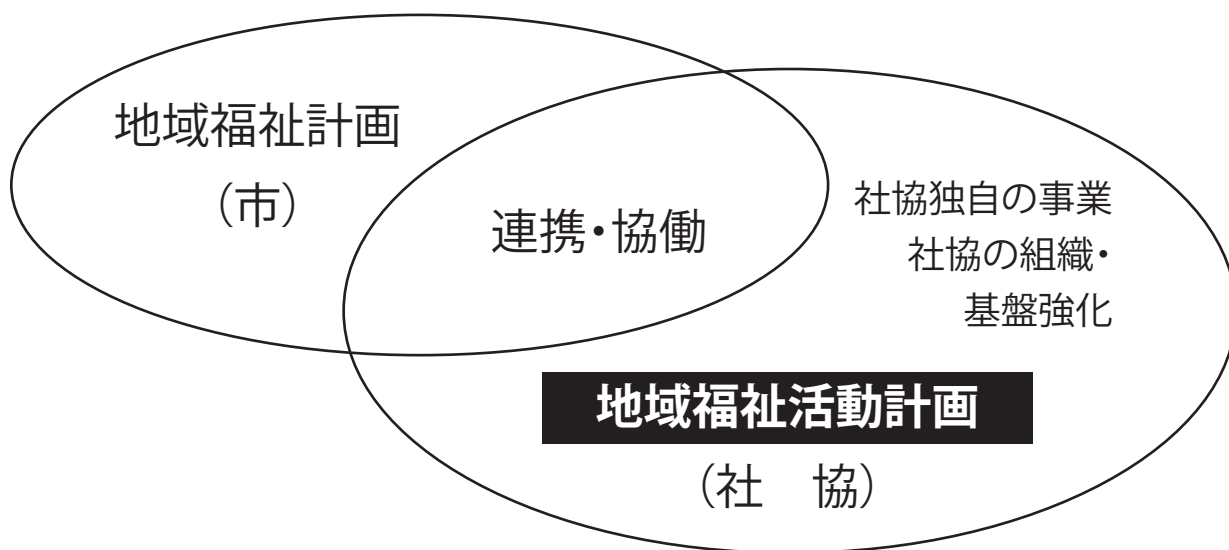 地域福祉計画
（市）
連携・協働
社協独自の事業
社協の組織・
基盤強化
地域福祉活動計画
（社　協）